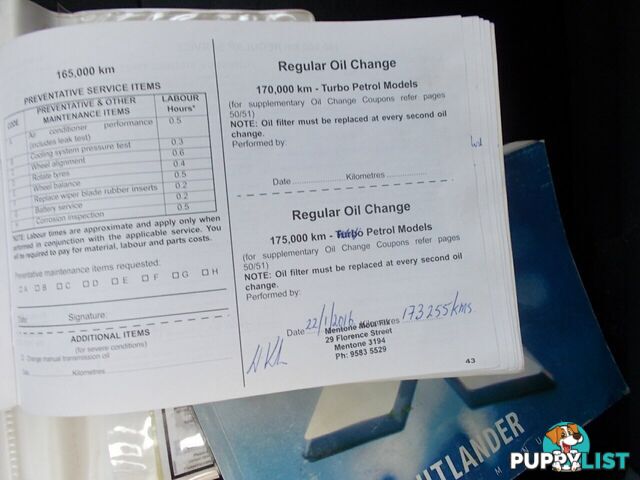 165,000 km
PREVENTATIVE SERVICE ITEMS
CODE PREVENTATIVE & OTHER MAINTENANCE ITEMS LABOUR Hours*
Air conditioner performance (includes leak test) 0.5
Cooling system pressure test 0.3
Wheel alignment 0.6
Rotate tyres 0.4
Wheel balance 0.5
Replace wiper blade rubber inserts 0.2
Battery service 0.2
Corrosion inspection 0.5
NOTE: Labour times are approximate and apply only when
performed in conjunction with the applicable service. You
will be required to pay for material, labour and parts costs.
Preventative maintenance items requested:
A B C D E F G H
Date Signature:
ADDITIONAL ITEMS
(for severe conditions)
Change manual transmission oil
Date Kilometres
Regular Oil Change
170,000 km - Turbo Petrol Models
(for supplementary Oil Change Coupons refer pages
50/51)
NOTE: Oil filter must be replaced at every second oil
change.
Performed by:
Date Kilometres
Regular Oil Change
175,000 km - Turbo Petrol Models
(for supplementary Oil Change Coupons refer pages
50/51)
NOTE: Oil filter must be replaced at every second oil
change.
Performed by:
Date 22/1/2016 Kilometres 173255kms.
Mentone
29 Florence Street
Mentone 3194
Ph: 9583 5529
43
OUTLANDER
PUPPYLIST